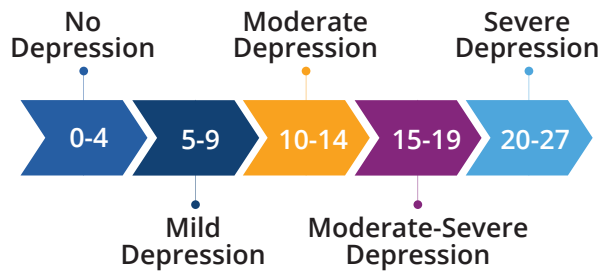 No
Depression
Moderate
Depression
Severe
Depression
0-4
5-9
10-14
15-19
20-27
Mild
Depression
Moderate-Severe
Depression